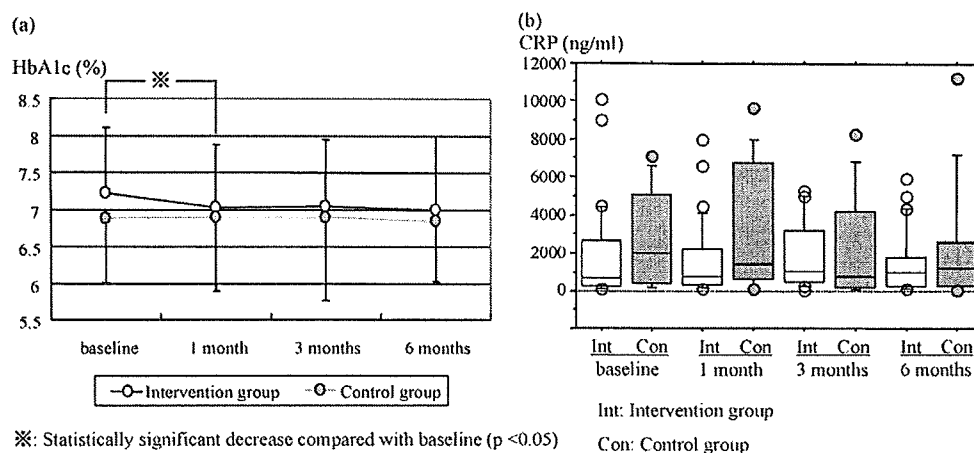 (a)
HbA1c (%)
8.5
8
7.5
7
6.5
6
5.5
※
baseline 1 month 3 months 6 months
Intervention group Control group
※: Statistically significant decrease compared with baseline (p <0.05)
(b)
CRP (ng/ml)
12000
10000
8000
6000
4000
2000
0
Int Con Int Con Int Con Int Con
baseline 1 month 3 months 6 months
Int: Intervention group
Con: Control group